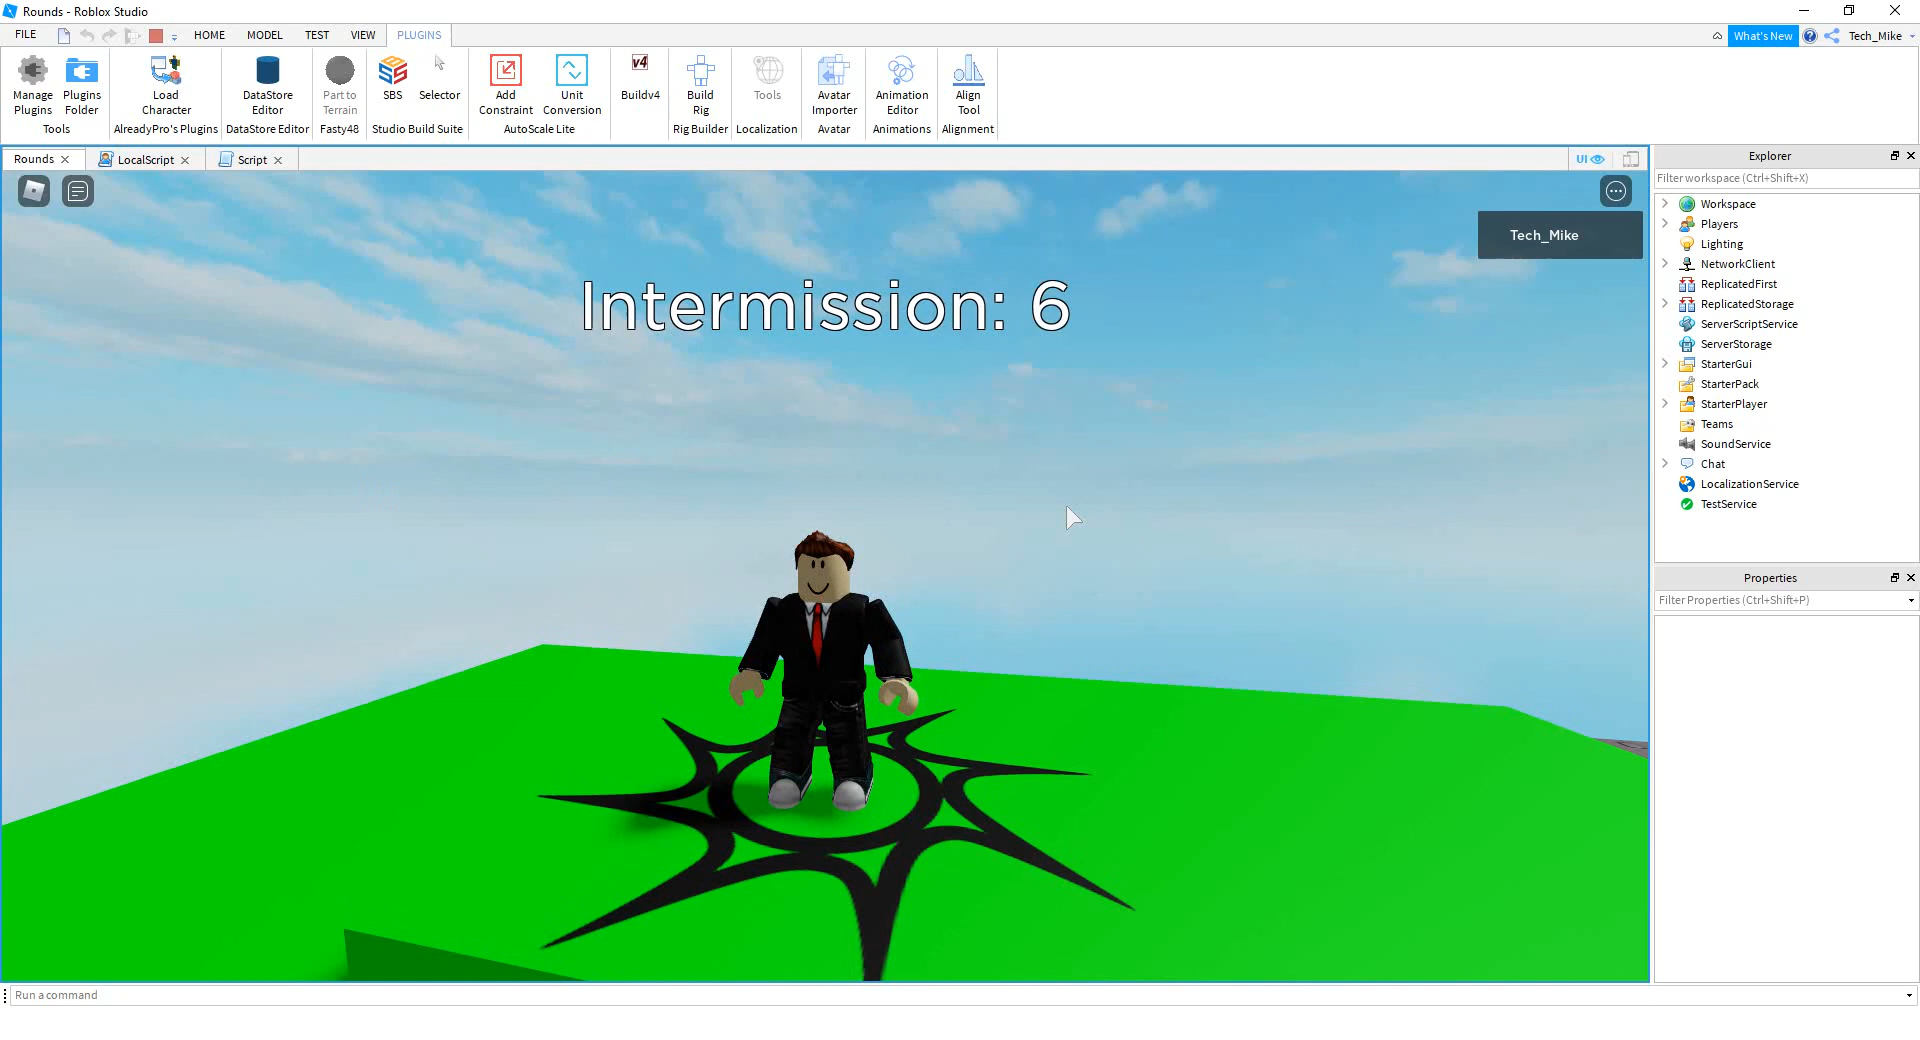 Rounds - Roblox Studio
FILE HOME MODEL TEST VIEW PLUGINS What's New Tech_Mike
Manage Plugins Load DataStore Part to SBS Selector Add Unit Buildv4 Build Tools Avatar Animation Align
Plugins Folder Character Editor Terrain Constraint Conversion Rig Importer Editor Tool
Tools AlreadyPro's Plugins DataStore Editor Fasty48 Studio Build Suite AutoScale Lite Rig Builder Localization Avatar Animations Alignment
Rounds LocalScript Script UI
Explorer
Filter workspace (Ctrl+Shift+X)
Workspace
Players
Lighting
NetworkClient
ReplicatedFirst
ReplicatedStorage
ServerScriptService
ServerStorage
StarterGui
StarterPack
StarterPlayer
Teams
SoundService
Chat
LocalizationService
TestService
Properties
Filter Properties (Ctrl+Shift+P)
Tech_Mike
Intermission: 6
v4
Run a command